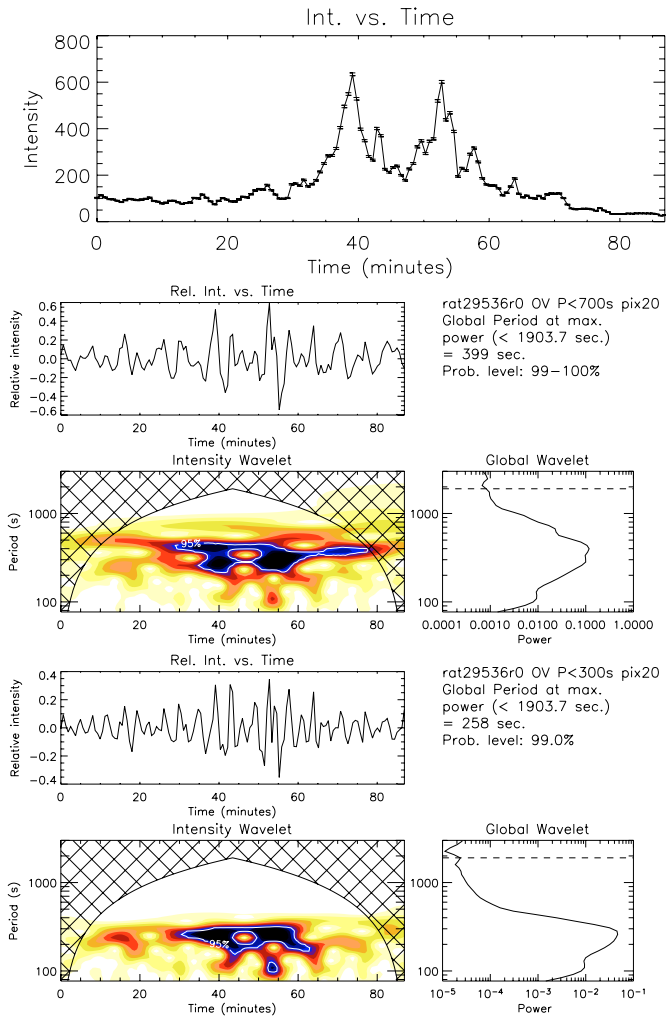 Int. vs. Time
800
600
400
200
0
Intensity
0 20 40 60 80
Time (minutes)
Rel. Int. vs. Time
0.6
0.4
0.2
0.0
-0.2
-0.4
-0.6
Relative intensity
0 20 40 60 80
Time (minutes)
rat29536r0 OV P<700s pix20
Global Period at max.
power (< 1903.7 sec.)
= 399 sec.
Prob. level: 99-100%
Intensity Wavelet
1000
100
Period (s)
95%
0 20 40 60 80
Time (minutes)
Global Wavelet
1000
100
0.0001 0.0010 0.0100 0.1000 1.0000
Power
Rel. Int. vs. Time
0.4
0.2
0.0
-0.2
-0.4
Relative intensity
0 20 40 60 80
Time (minutes)
rat29536r0 OV P<300s pix20
Global Period at max.
power (< 1903.7 sec.)
= 258 sec.
Prob. level: 99.0%
Intensity Wavelet
1000
100
Period (s)
95%
0 20 40 60 80
Time (minutes)
Global Wavelet
1000
100
10⁻⁵ 10⁻⁴ 10⁻³ 10⁻² 10⁻¹
Power